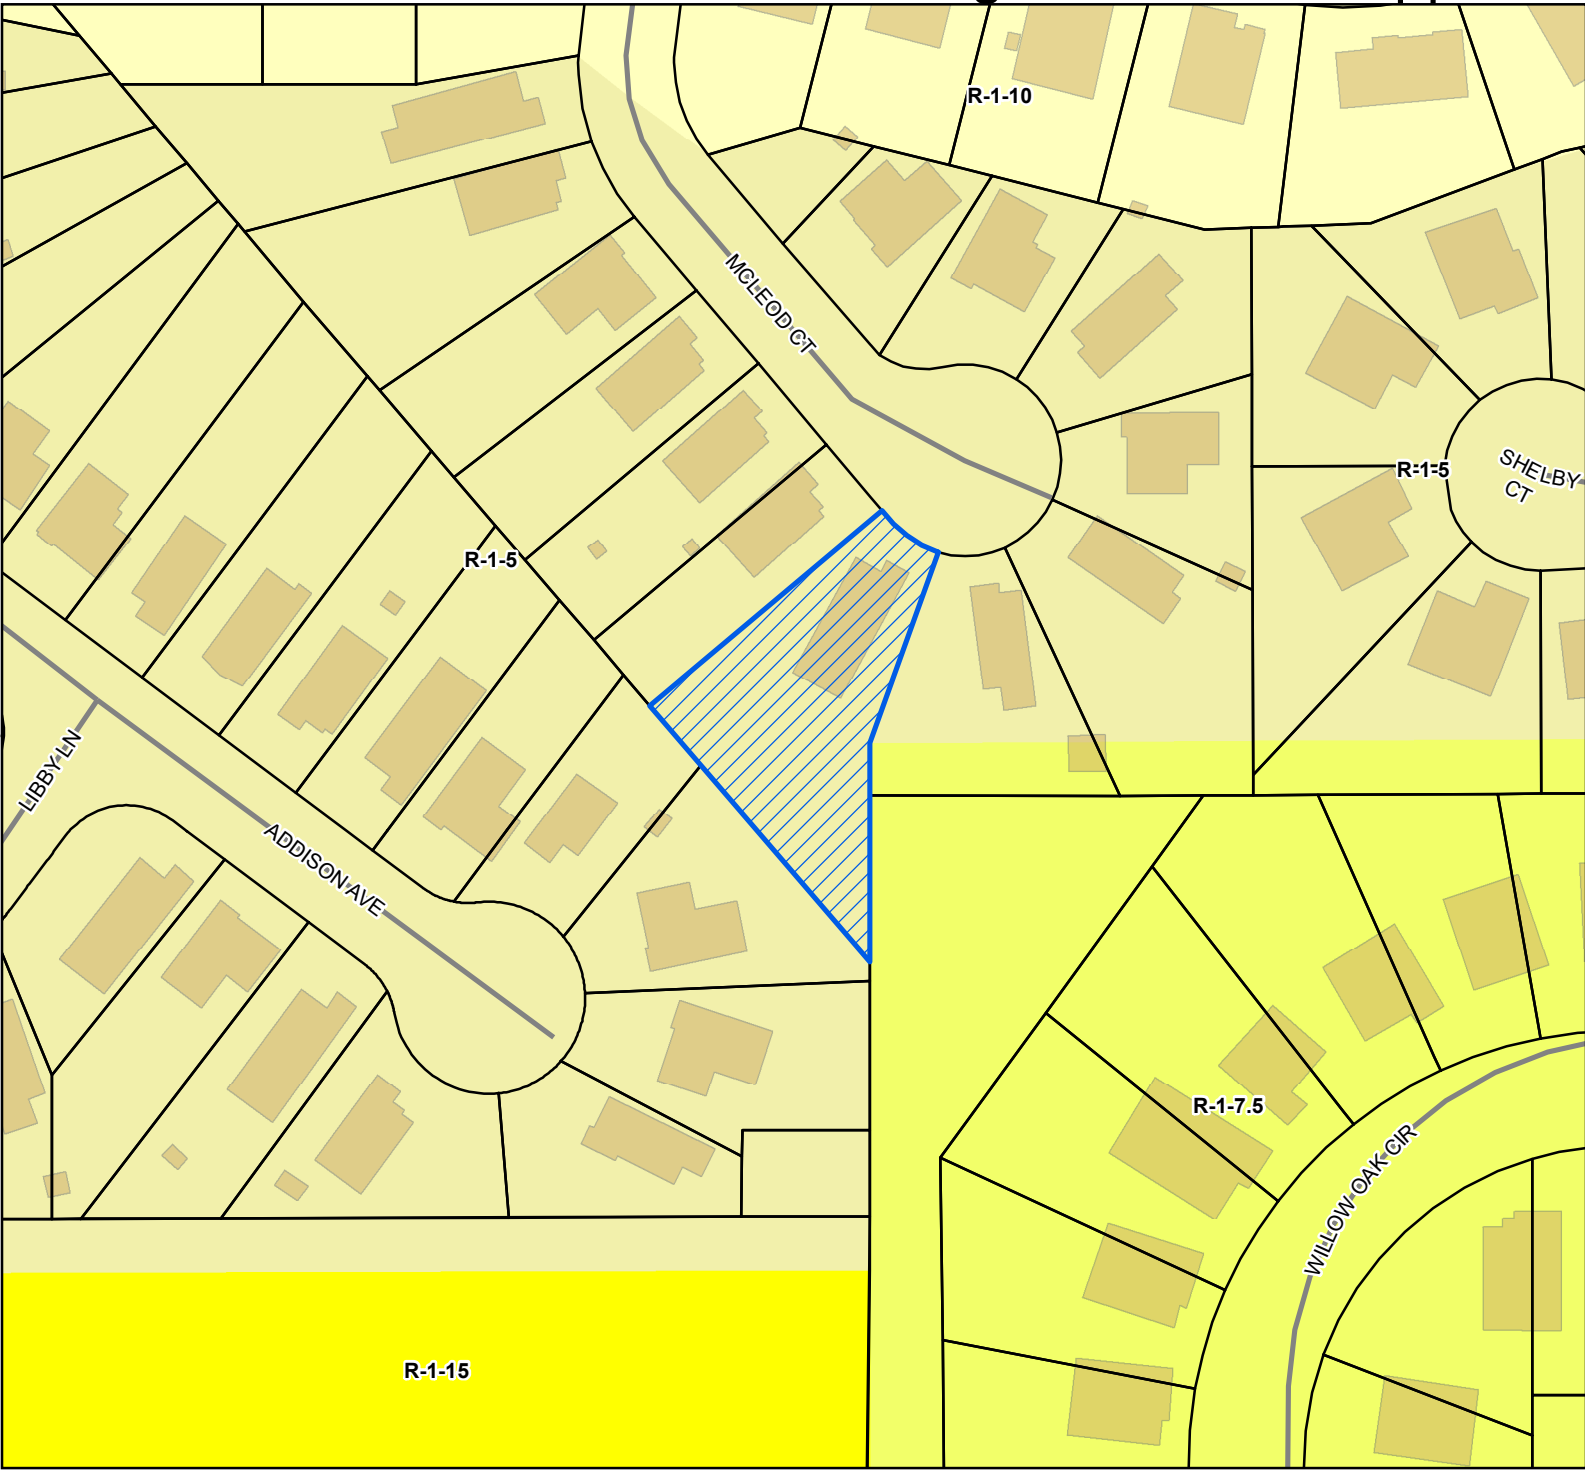 R-1-10
MCLEOD CT
R-1-5
SHELBY
CT
R-1-5
LIBBY LN
ADDISON AVE
R-1-7.5
WILLOW OAK CIR
R-1-15